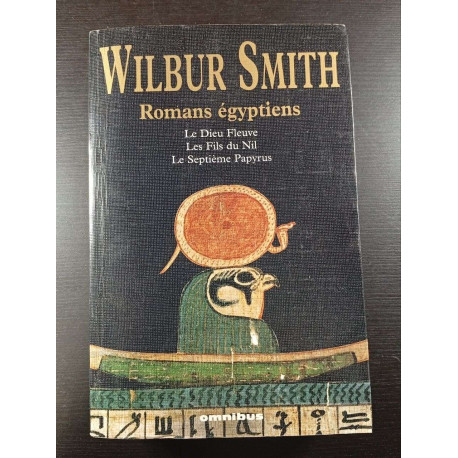 WILBUR SMITH
Romans égyptiens
Le Dieu Fleuve
Les Fils du Nil
Le Septième Papyrus
omnibus